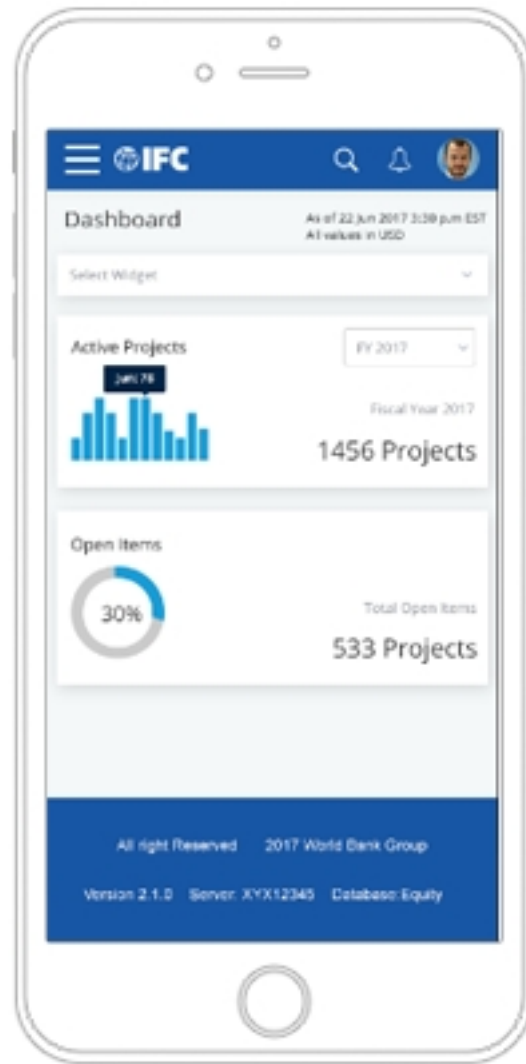 IFC
Dashboard
As of 22 Jun 2017 3:30 p.m EST
All values in USD
Select Widget
Active Projects
FY 2017
Fiscal Year 2017
1456 Projects
Open Items
30%
Total Open Items
533 Projects
All right Reserved 2017 World Bank Group
Version 2.1.0 Server: XYX12345 Database:Equity